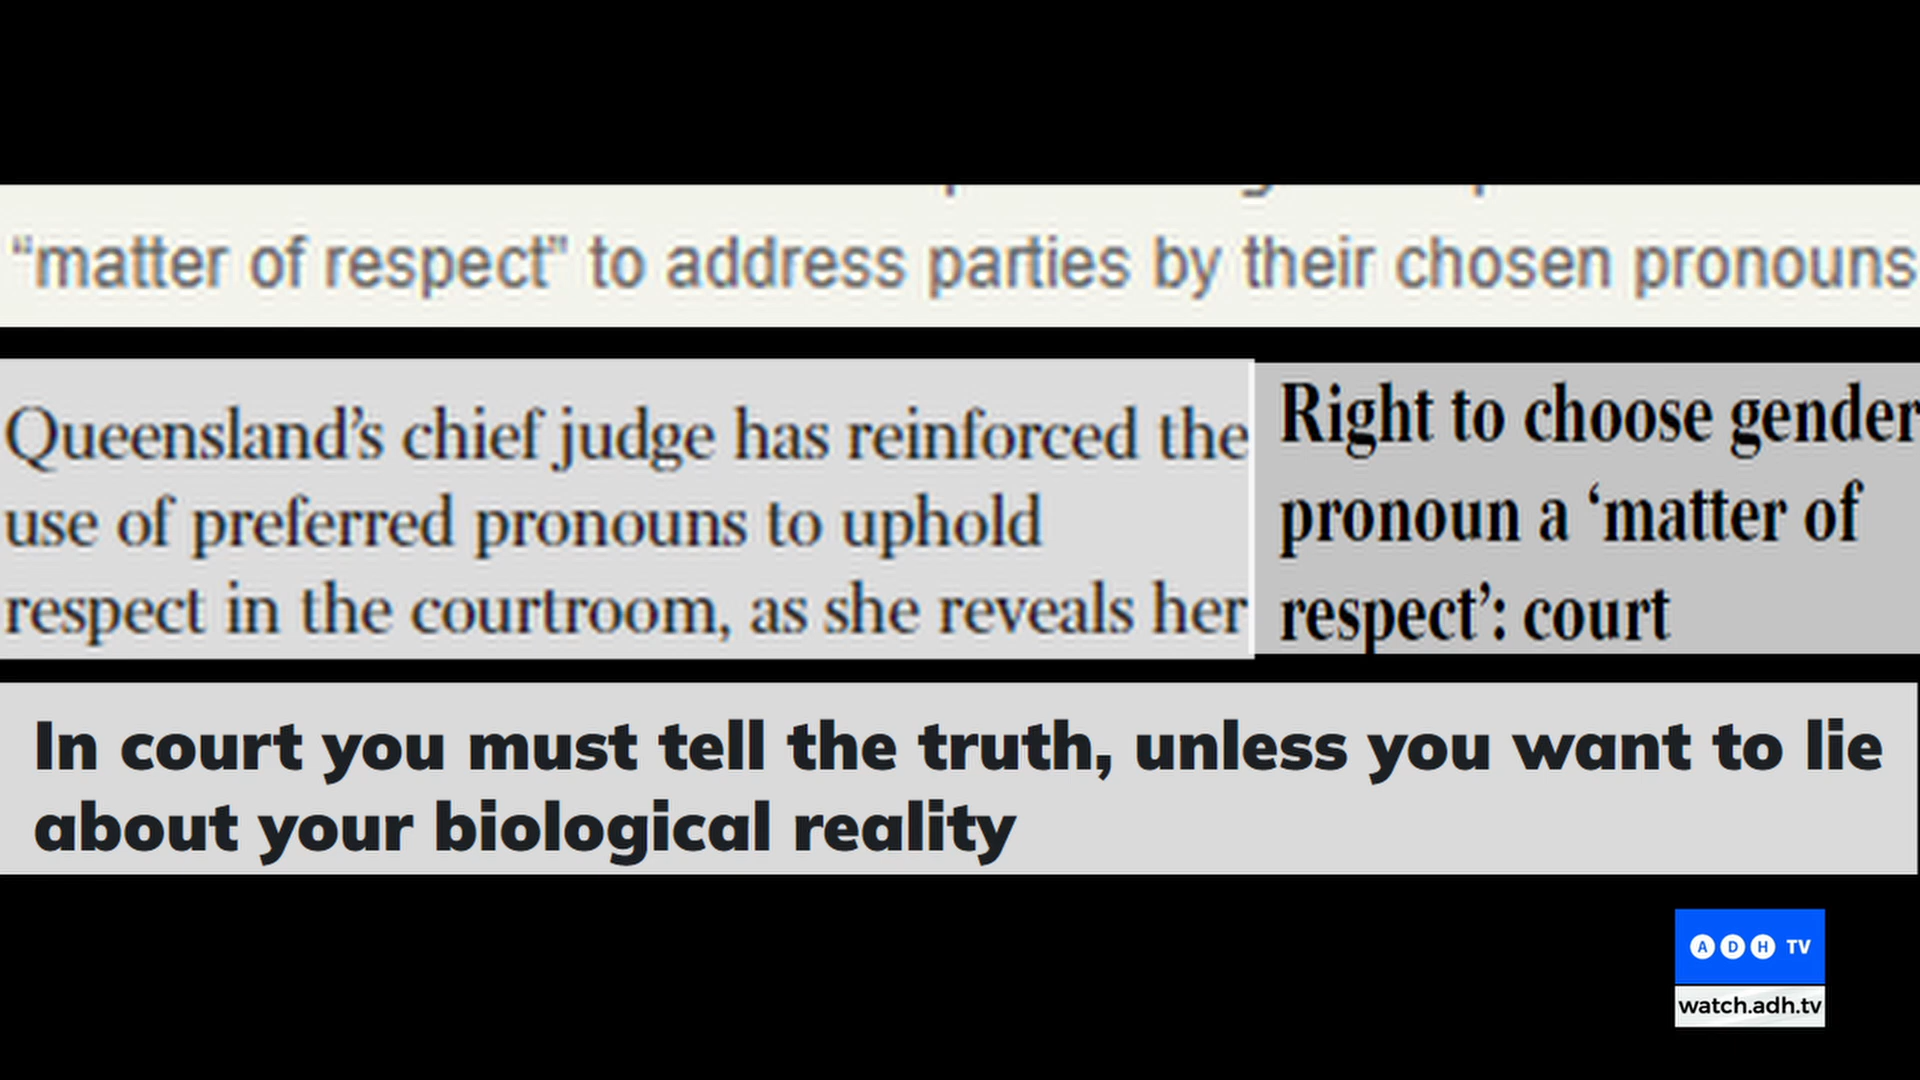 “matter of respect” to address parties by their chosen pronouns
Queensland’s chief judge has reinforced the
use of preferred pronouns to uphold
respect in the courtroom, as she reveals her
Right to choose gender
pronoun a ‘matter of
respect’: court
In court you must tell the truth, unless you want to lie
about your biological reality
ADH TV
watch.adh.tv